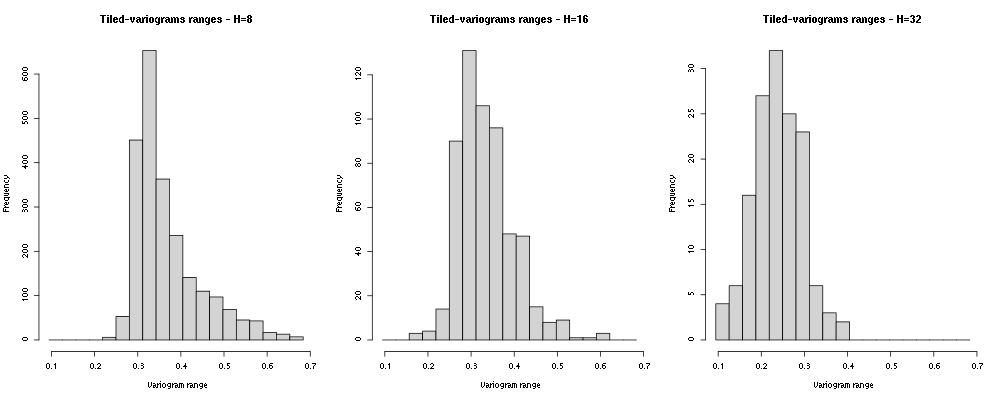 Tiled-variograms ranges - H=8
Tiled-variograms ranges - H=16
Tiled-variograms ranges - H=32
Frequency
0
100
200
300
400
500
600
0.1 0.2 0.3 0.4 0.5 0.6 0.7
Variogram range
Frequency
0
20
40
60
80
100
120
0.1 0.2 0.3 0.4 0.5 0.6 0.7
Variogram range
Frequency
0
5
10
15
20
25
30
0.1 0.2 0.3 0.4 0.5 0.6 0.7
Variogram range